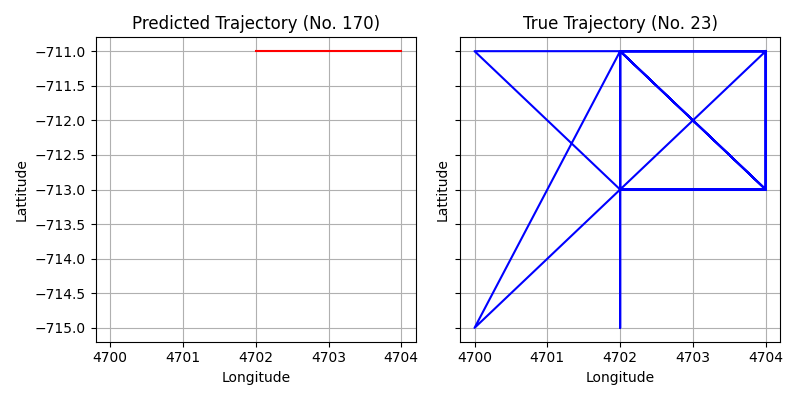 Predicted Trajectory (No. 170)
True Trajectory (No. 23)
Lattitude
−711.0
−711.5
−712.0
−712.5
−713.0
−713.5
−714.0
−714.5
−715.0
4700 4701 4702 4703 4704
Longitude
Lattitude
4700 4701 4702 4703 4704
Longitude